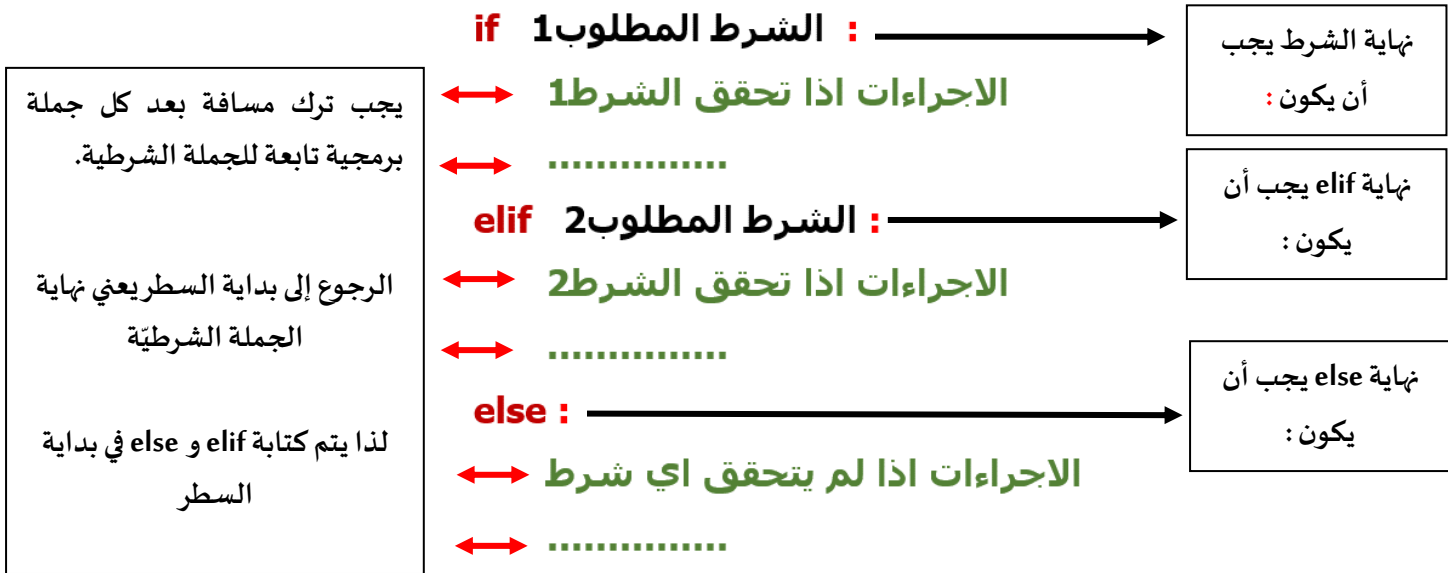 if الشرط المطلوب1 :
نهاية الشرط يجب
أن يكون :
الاجراءات اذا تحقق الشرط1
...............
يجب ترك مسافة بعد كل جملة
برمجية تابعة للجملة الشرطية.
elif الشرط المطلوب2 :
نهاية elif يجب أن
يكون :
الاجراءات اذا تحقق الشرط2
...............
الرجوع إلى بداية السطر يعني نهاية
الجملة الشرطيّة
else :
نهاية else يجب أن
يكون :
الاجراءات اذا لم يتحقق اي شرط
...............
لذا يتم كتابة elif و else في بداية
السطر